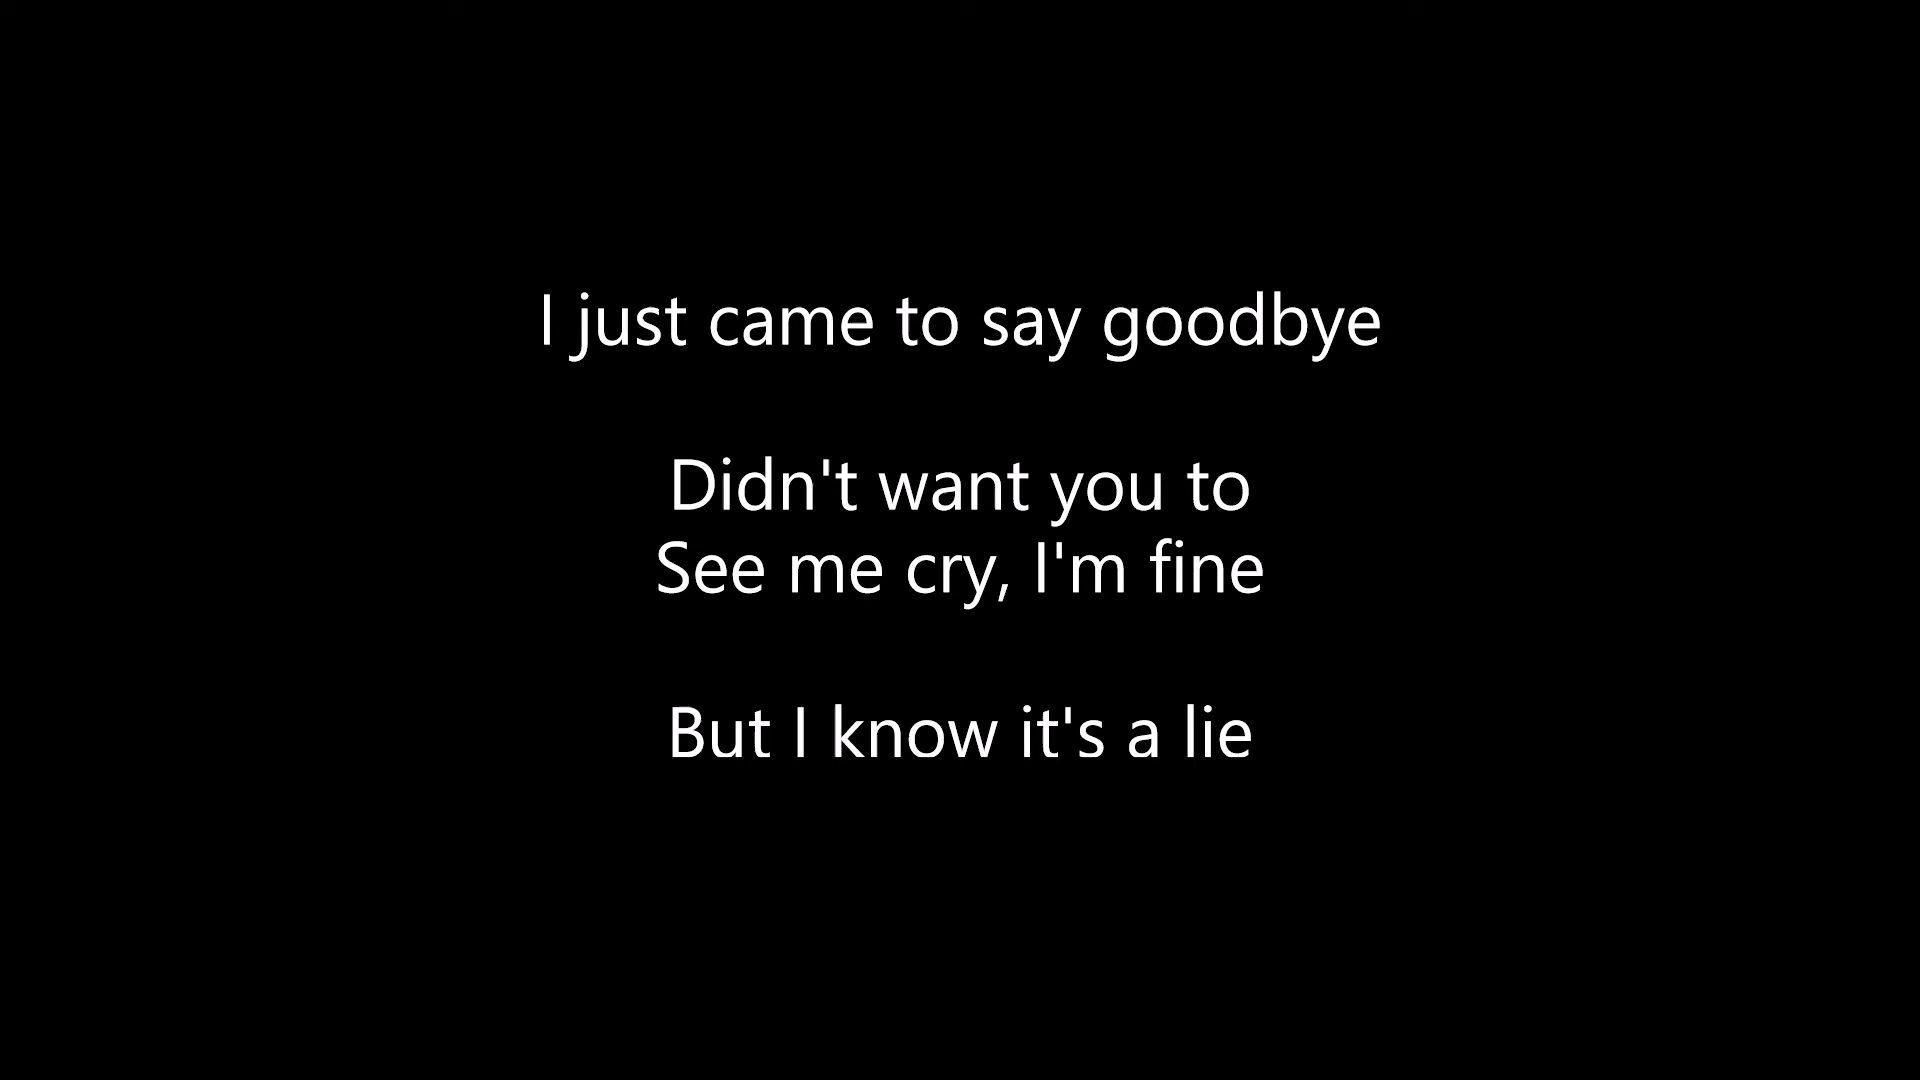 I just came to say goodbye
Didn't want you to
See me cry, I'm fine
But I know it's a lie